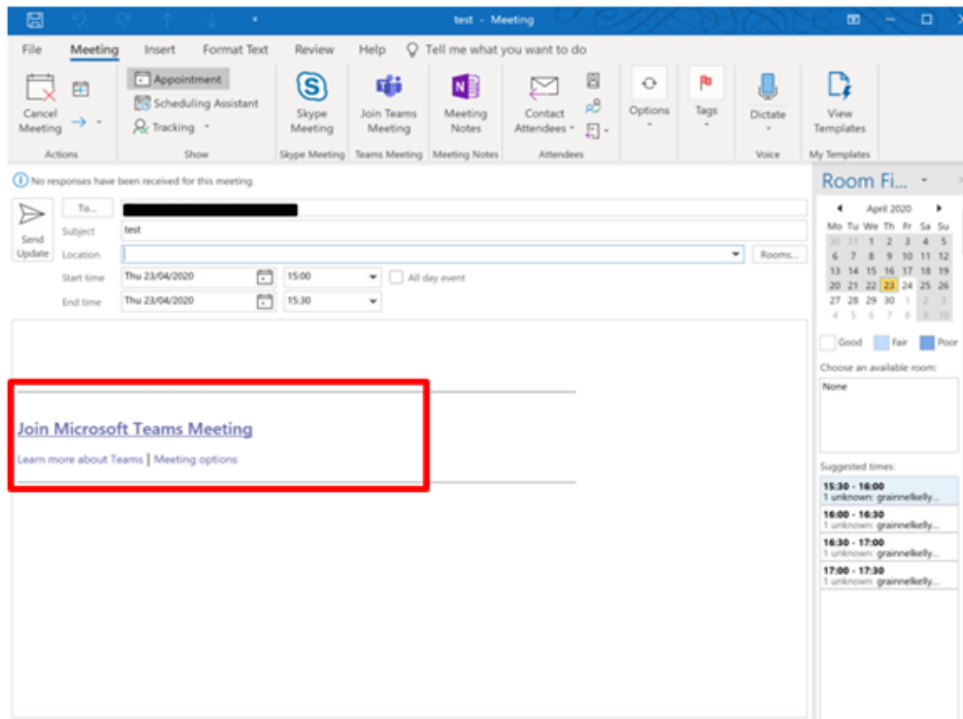 test - Meeting
File Meeting Insert Format Text Review Help Tell me what you want to do
Cancel Meeting
Actions
Appointment
Scheduling Assistant
Tracking
Show
Skype Meeting
Skype Meeting
Join Teams Meeting
Teams Meeting
Meeting Notes
Meeting Notes
Contact Attendees
Attendees
Options
Tags
Dictate
Voice
View Templates
My Templates
No responses have been received for this meeting.
Send Update
To...
Subject test
Location Rooms...
Start time Thu 23/04/2020 15:00 All day event
End time Thu 23/04/2020 15:30
Join Microsoft Teams Meeting
Learn more about Teams | Meeting options
Room Fi...
April 2020
Mo Tu We Th Fr Sa Su
30 31 1 2 3 4 5
6 7 8 9 10 11 12
13 14 15 16 17 18 19
20 21 22 23 24 25 26
27 28 29 30 1 2 3
4 5 6 7 8 9 10
Good Fair Poor
Choose an available room:
None
Suggested times:
15:30 - 16:00
1 unknown: grainnelkelly...
16:00 - 16:30
1 unknown: grainnelkelly...
16:30 - 17:00
1 unknown: grainnelkelly...
17:00 - 17:30
1 unknown: grainnelkelly...